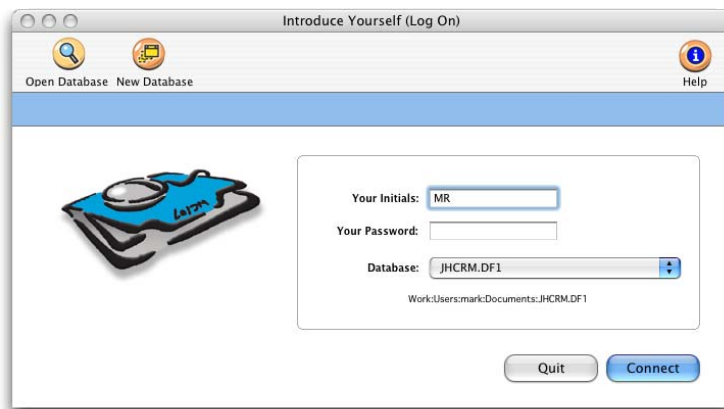 Introduce Yourself (Log On)
Open Database New Database
Help
Your Initials: MR
Your Password:
Database: JHCRM.DF1
Work:Users:mark:Documents:JHCRM.DF1
Quit Connect